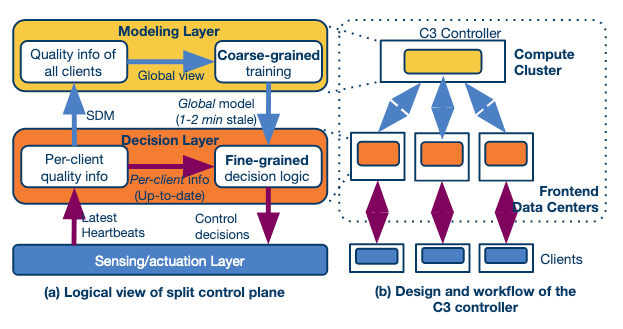 Modeling Layer
Quality info of
all clients
Global view
Coarse-grained
training
SDM
Global model
(1-2 min stale)
Decision Layer
Per-client
quality info
Per-client info
(Up-to-date)
Fine-grained
decision logic
Latest
Heartbeats
Control
decisions
Sensing/actuation Layer
(a) Logical view of split control plane
C3 Controller
Compute
Cluster
Frontend
Data Centers
Clients
(b) Design and workflow of the
C3 controller